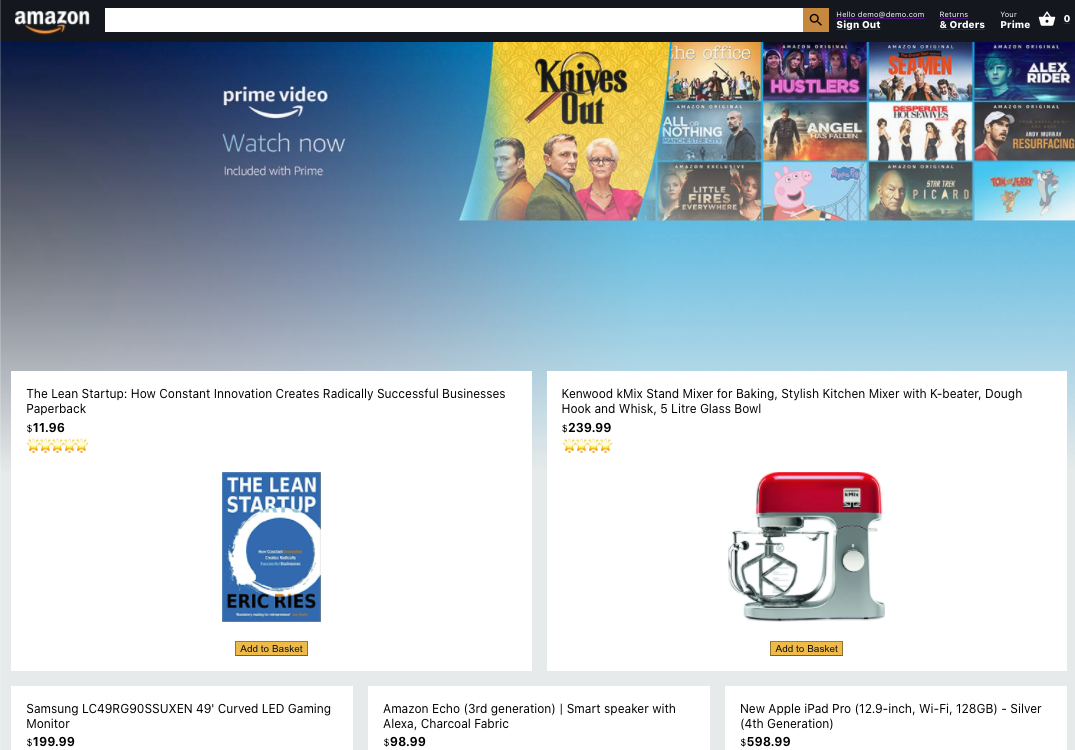 amazon
Hello demo@demo.com
Sign Out
Returns
& Orders
Your
Prime
0
prime video
Watch now
Included with Prime
Knives
Out
the office
AMAZON ORIGINAL
HUSTLERS
AMAZON ORIGINAL
SEAMEN
AMAZON ORIGINAL
ALEX
RIDER
AMAZON ORIGINAL
ALL OR
NOTHING
MANCHESTER CITY
ANGEL
HAS FALLEN
DESPERATE
HOUSEWIVES
ANDY MURRAY
RESURFACING
AMAZON EXCLUSIVE
LITTLE
FIRES
EVERYWHERE
Peppa Pig
AMAZON ORIGINAL
STAR TREK
PICARD
TOM and JERRY
The Lean Startup: How Constant Innovation Creates Radically Successful Businesses
Paperback
$11.96
THE LEAN
STARTUP
How Constant Innovation
Creates Radically
Successful Businesses
ERIC RIES
Add to Basket
Kenwood kMix Stand Mixer for Baking, Stylish Kitchen Mixer with K-beater, Dough
Hook and Whisk, 5 Litre Glass Bowl
$239.99
kMix
Add to Basket
Samsung LC49RG90SSUXEN 49' Curved LED Gaming
Monitor
$199.99
Amazon Echo (3rd generation) | Smart speaker with
Alexa, Charcoal Fabric
$98.99
New Apple iPad Pro (12.9-inch, Wi-Fi, 128GB) - Silver
(4th Generation)
$598.99